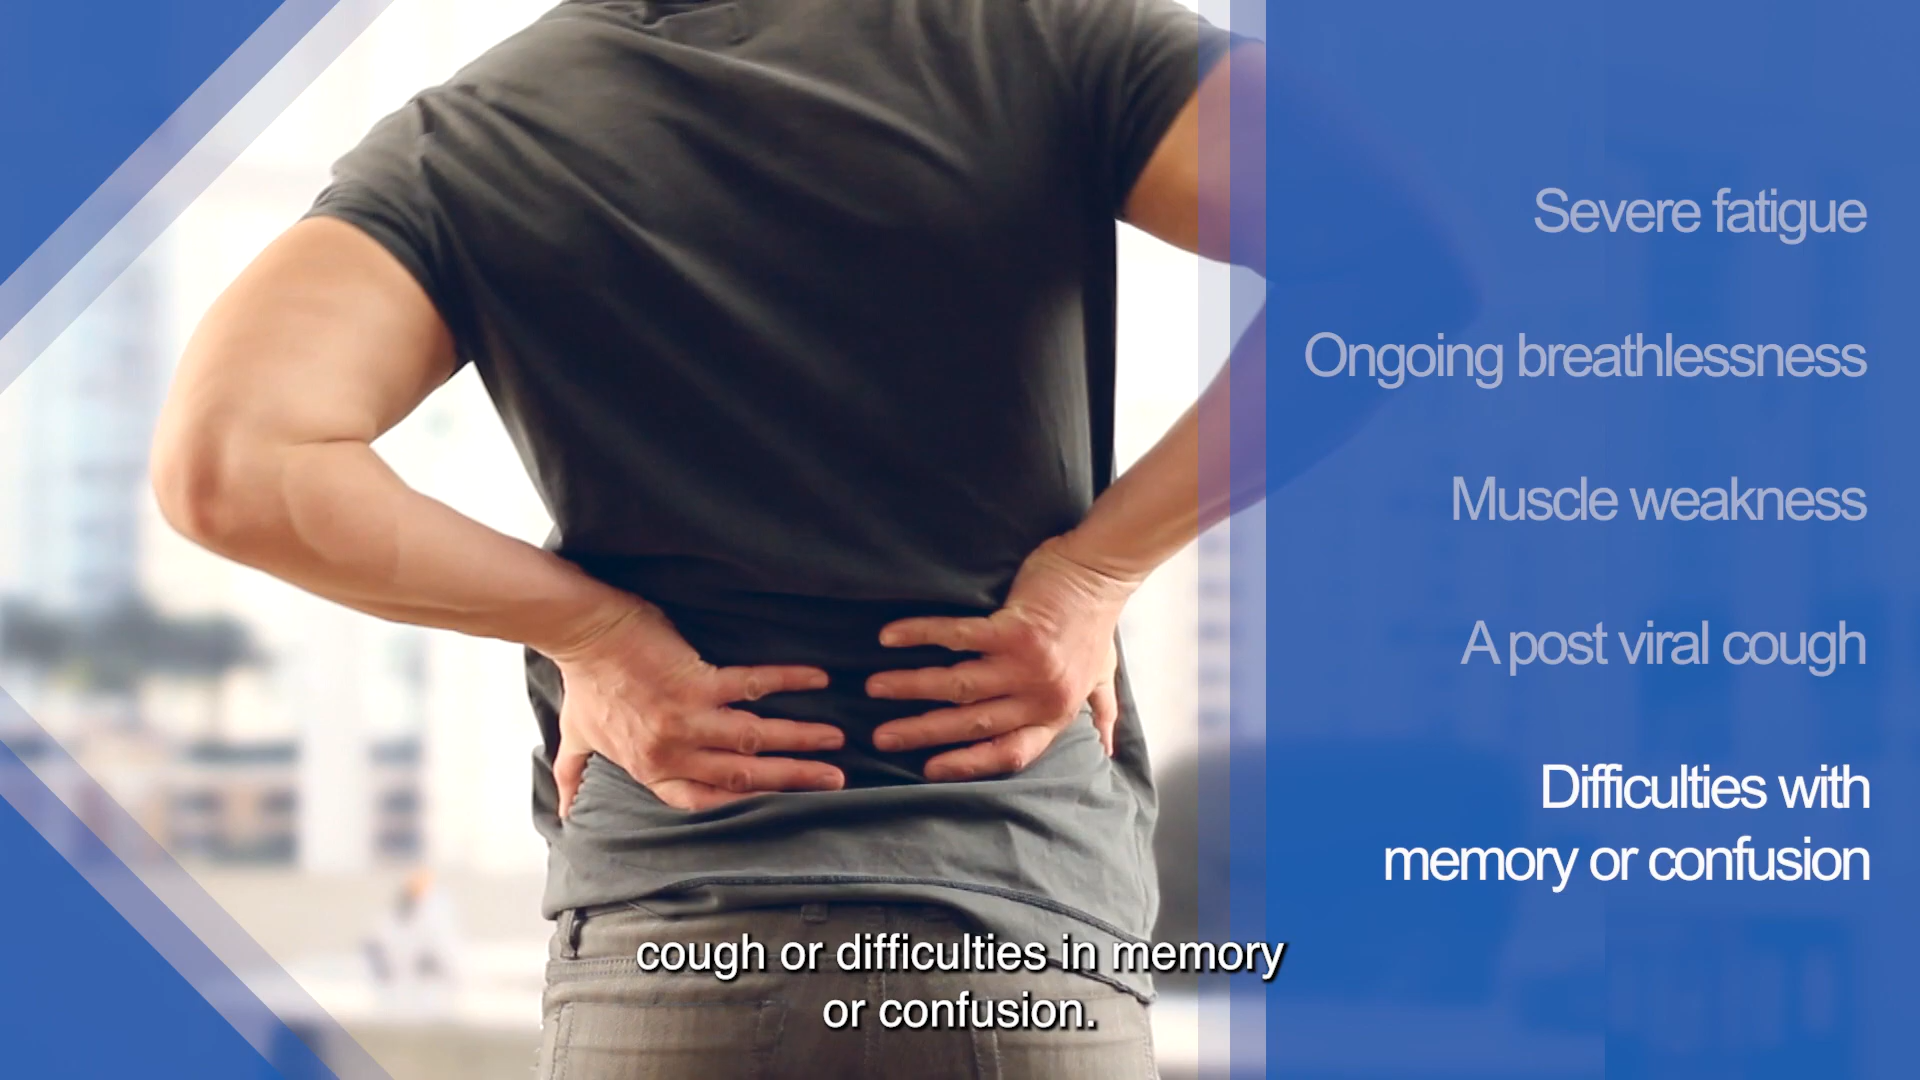 Severe fatigue
Ongoing breathlessness
Muscle weakness
A post viral cough
Difficulties with
memory or confusion
cough or difficulties in memory
or confusion.